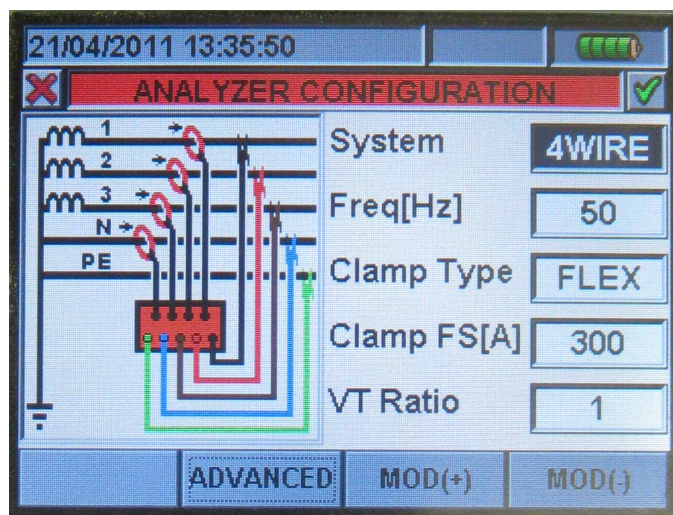 21/04/2011 13:35:50
ANALYZER CONFIGURATION
1
2
3
N
PE
System 4WIRE
Freq[Hz] 50
Clamp Type FLEX
Clamp FS[A] 300
VT Ratio 1
ADVANCED MOD(+) MOD(-)